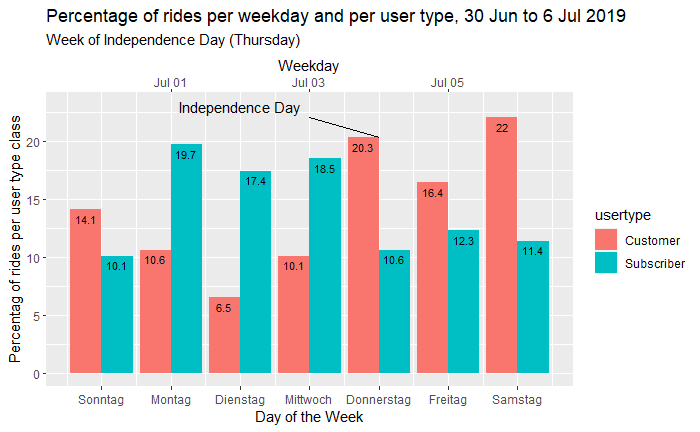 Percentage of rides per weekday and per user type, 30 Jun to 6 Jul 2019
Week of Independence Day (Thursday)
Weekday
Jul 01 Jul 03 Jul 05
Independence Day
Percentag of rides per user type class
20
15
10
5
0
14.1
10.1
10.6
19.7
6.5
17.4
10.1
18.5
20.3
10.6
16.4
12.3
22
11.4
Sonntag Montag Dienstag Mittwoch Donnerstag Freitag Samstag
Day of the Week
usertype
Customer
Subscriber